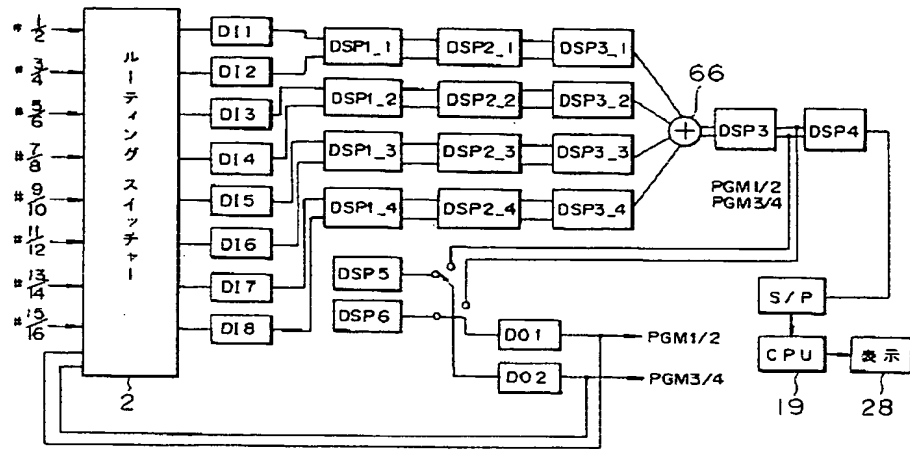 # 1/2
# 3/4
# 5/6
# 7/8
# 9/10
# 11/12
# 13/14
# 15/16
ルーティングスイッチャー
2
DI1
DI2
DI3
DI4
DI5
DI6
DI7
DI8
DSP1_1
DSP2_1
DSP3_1
DSP1_2
DSP2_2
DSP3_2
DSP1_3
DSP2_3
DSP3_3
DSP1_4
DSP2_4
DSP3_4
66
+
DSP3
DSP4
PGM1/2
PGM3/4
DSP5
DSP6
DO1
DO2
PGM1/2
PGM3/4
S/P
CPU
表示
19
28